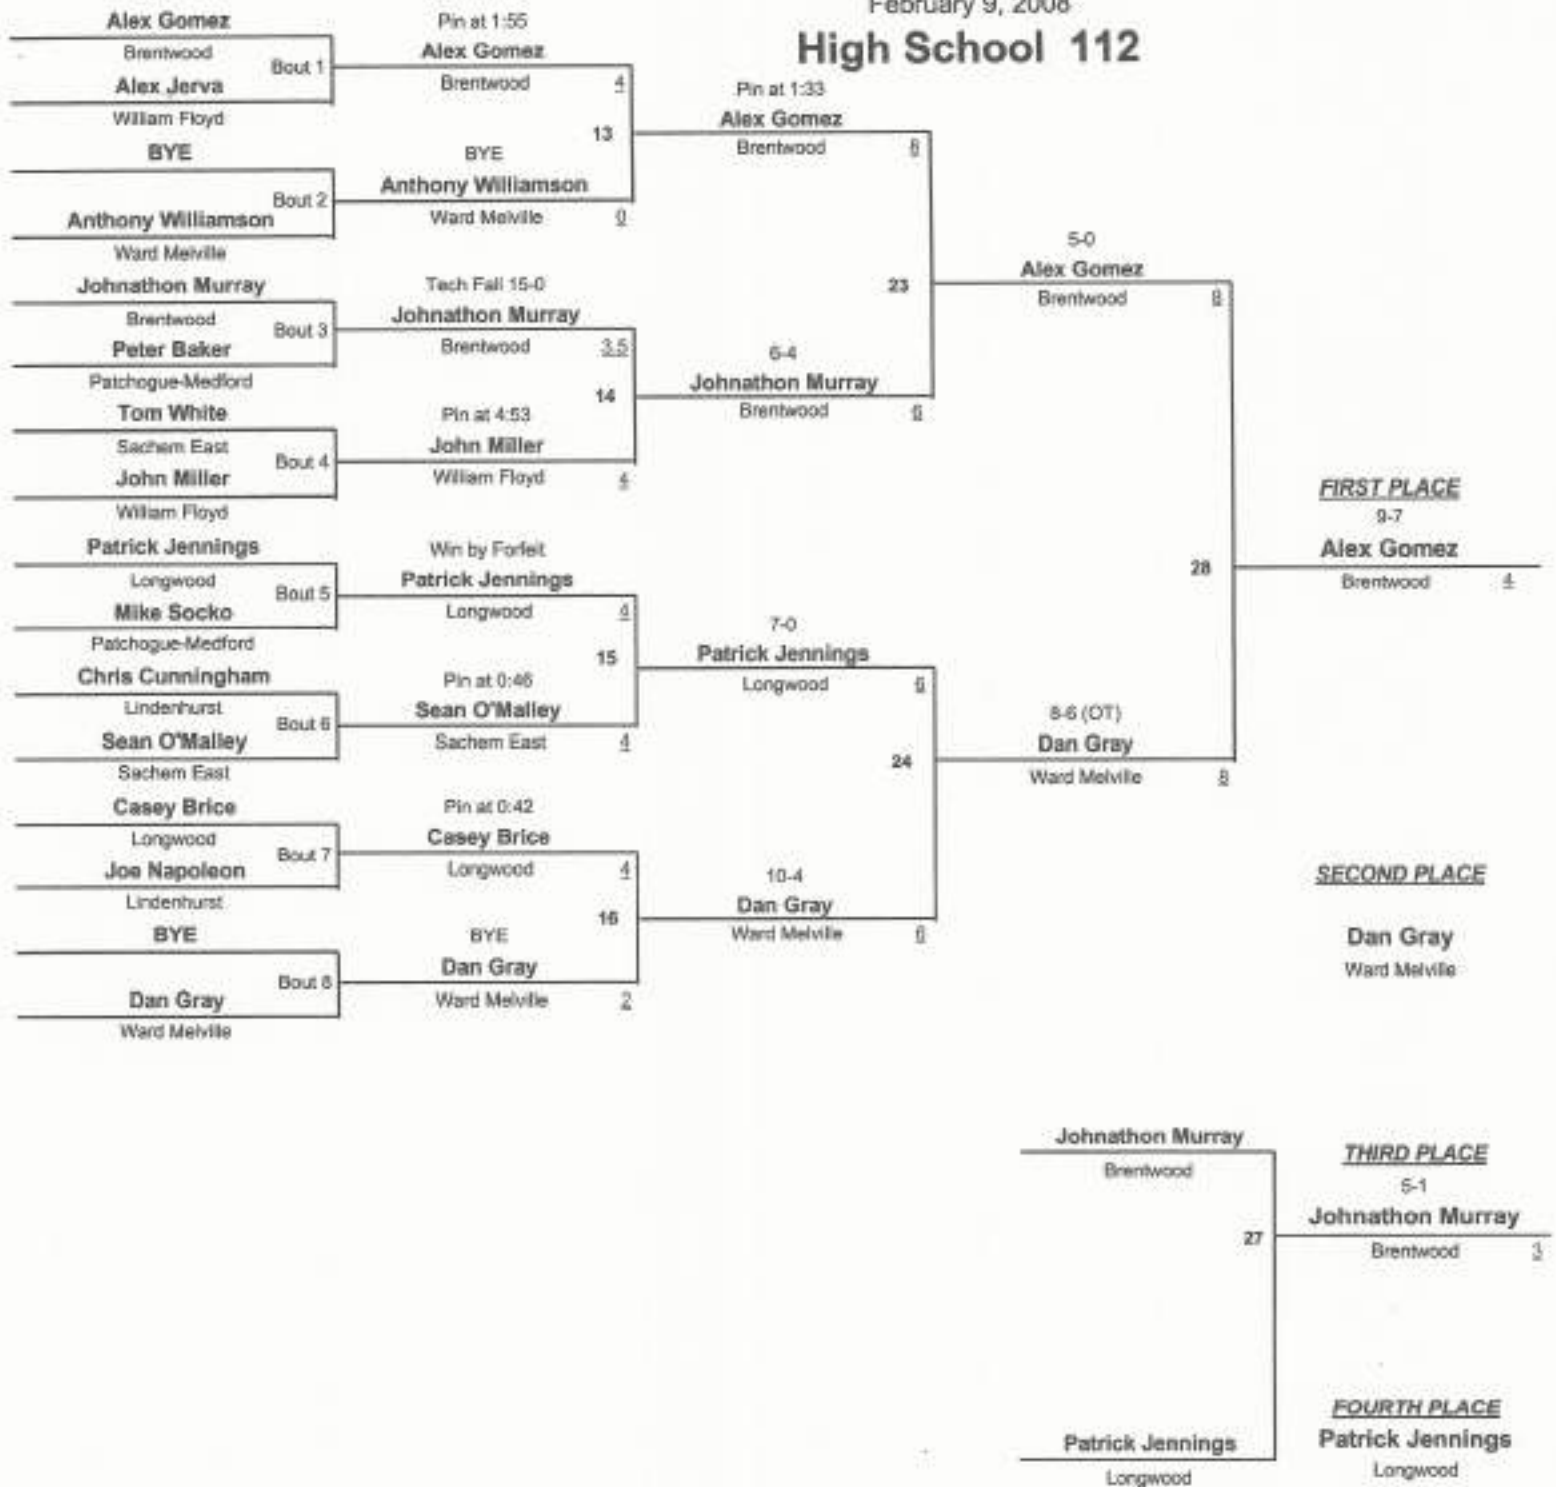 February 9, 2008
High School 112
Alex Gomez
Brentwood
Bout 1
Alex Jerva
William Floyd
BYE
Bout 2
Anthony Williamson
Ward Melville
Johnathon Murray
Brentwood
Bout 3
Peter Baker
Patchogue-Medford
Tom White
Sachem East
Bout 4
John Miller
William Floyd
Patrick Jennings
Longwood
Bout 5
Mike Socko
Patchogue-Medford
Chris Cunningham
Lindenhurst
Bout 6
Sean O'Malley
Sachem East
Casey Brice
Longwood
Bout 7
Joe Napoleon
Lindenhurst
BYE
Bout 8
Dan Gray
Ward Melville
Pin at 1:55
Alex Gomez
Brentwood 4
13
BYE
Anthony Williamson
Ward Melville 0
Tech Fall 15-0
Johnathon Murray
Brentwood 3.5
14
Pin at 4:53
John Miller
William Floyd 4
Win by Forfeit
Patrick Jennings
Longwood 4
15
Pin at 0:46
Sean O'Malley
Sachem East 4
Pin at 0:42
Casey Brice
Longwood 4
16
BYE
Dan Gray
Ward Melville 2
Pin at 1:33
Alex Gomez
Brentwood 8
23
6-4
Johnathon Murray
Brentwood 6
7-0
Patrick Jennings
Longwood 6
24
10-4
Dan Gray
Ward Melville 6
5-0
Alex Gomez
Brentwood 8
28
8-6 (OT)
Dan Gray
Ward Melville 8
FIRST PLACE
9-7
Alex Gomez
Brentwood 4
SECOND PLACE
Dan Gray
Ward Melville
Johnathon Murray
Brentwood
27
Patrick Jennings
Longwood
THIRD PLACE
5-1
Johnathon Murray
Brentwood 3
FOURTH PLACE
Patrick Jennings
Longwood